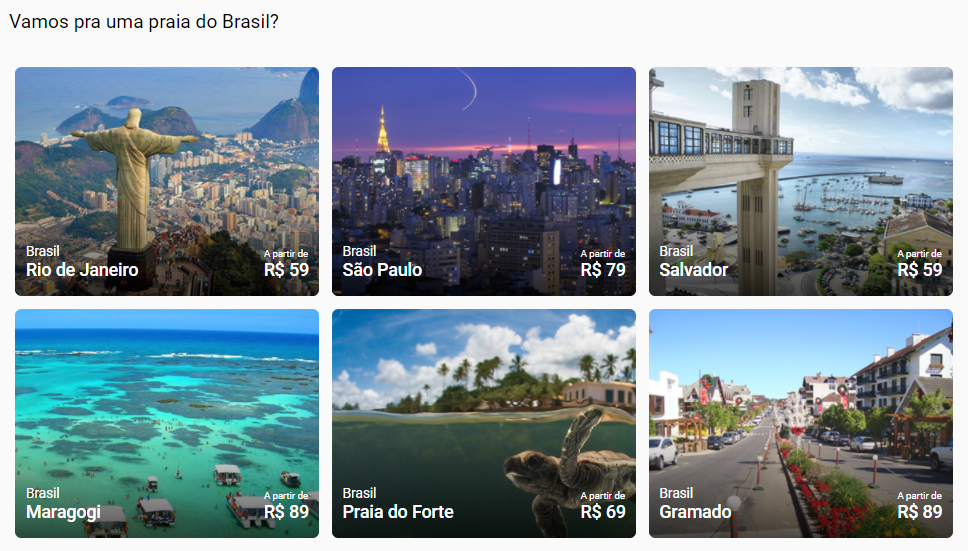 Vamos pra uma praia do Brasil?
Brasil
Rio de Janeiro
A partir de
R$ 59
Brasil
São Paulo
A partir de
R$ 79
Brasil
Salvador
A partir de
R$ 59
Brasil
Maragogi
A partir de
R$ 89
Brasil
Praia do Forte
A partir de
R$ 69
Brasil
Gramado
A partir de
R$ 89